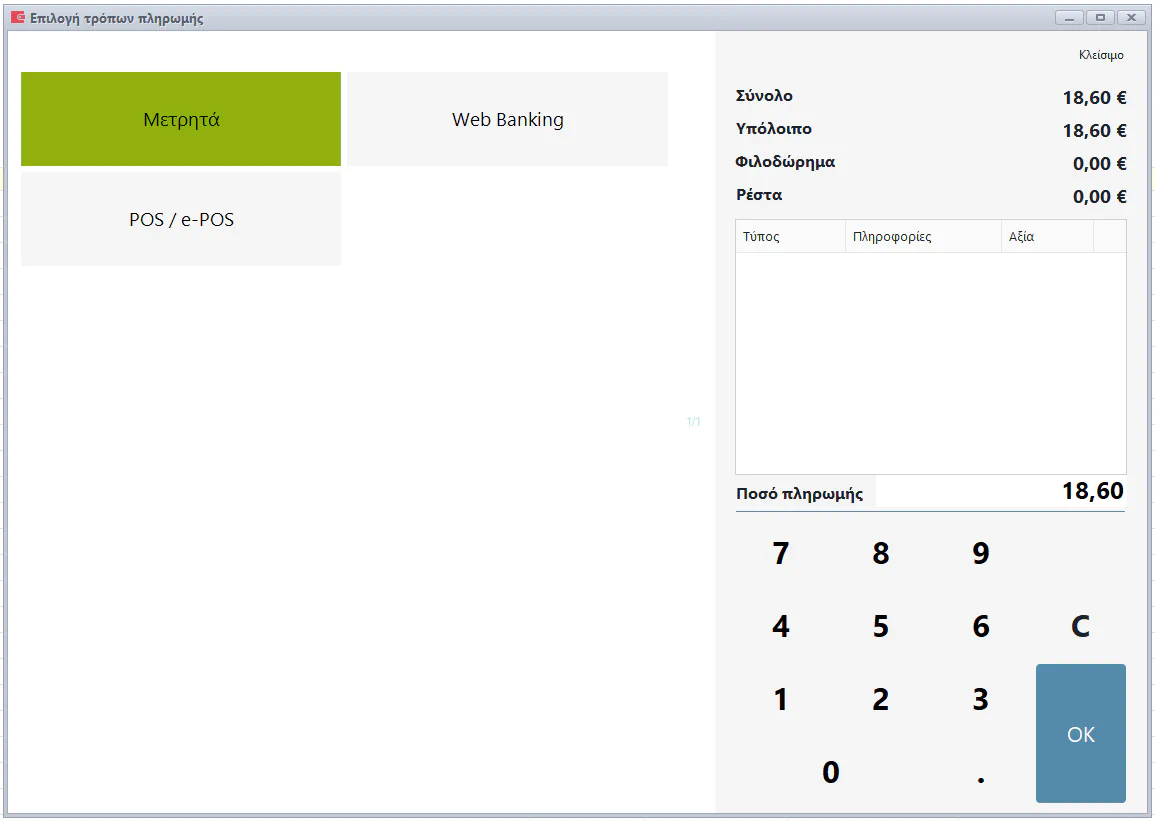 Επιλογή τρόπων πληρωμής
Κλείσιμο
Μετρητά
Web Banking
POS / e-POS
1/1
Σύνολο 18,60 €
Υπόλοιπο 18,60 €
Φιλοδώρημα 0,00 €
Ρέστα 0,00 €
Τύπος Πληροφορίες Αξία
Ποσό πληρωμής 18,60
7 8 9
4 5 6 C
1 2 3
OK
0 .